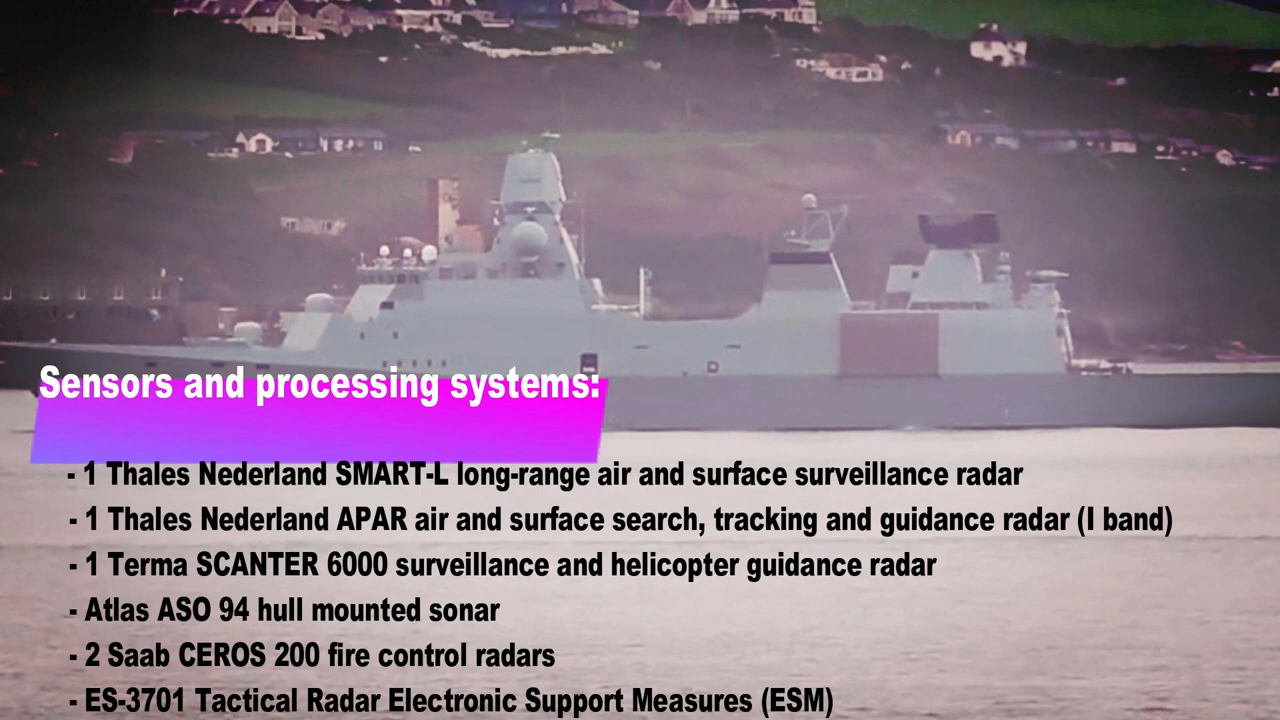 Sensors and processing systems:
- 1 Thales Nederland SMART-L long-range air and surface surveillance radar
- 1 Thales Nederland APAR air and surface search, tracking and guidance radar (I band)
- 1 Terma SCANTER 6000 surveillance and helicopter guidance radar
- Atlas ASO 94 hull mounted sonar
- 2 Saab CEROS 200 fire control radars
- ES-3701 Tactical Radar Electronic Support Measures (ESM)